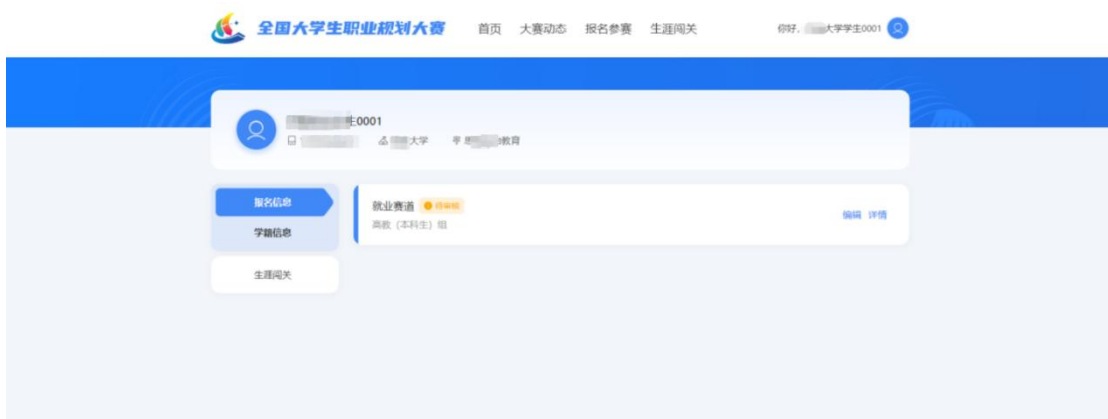 全国大学生职业规划大赛 首页 大赛动态 报名参赛 生涯闯关 你好, 大学学生0001
生0001
大学 教育
报名信息
学籍信息
生涯闯关
就业赛道 待审核
高教（本科生）组
编辑 详情